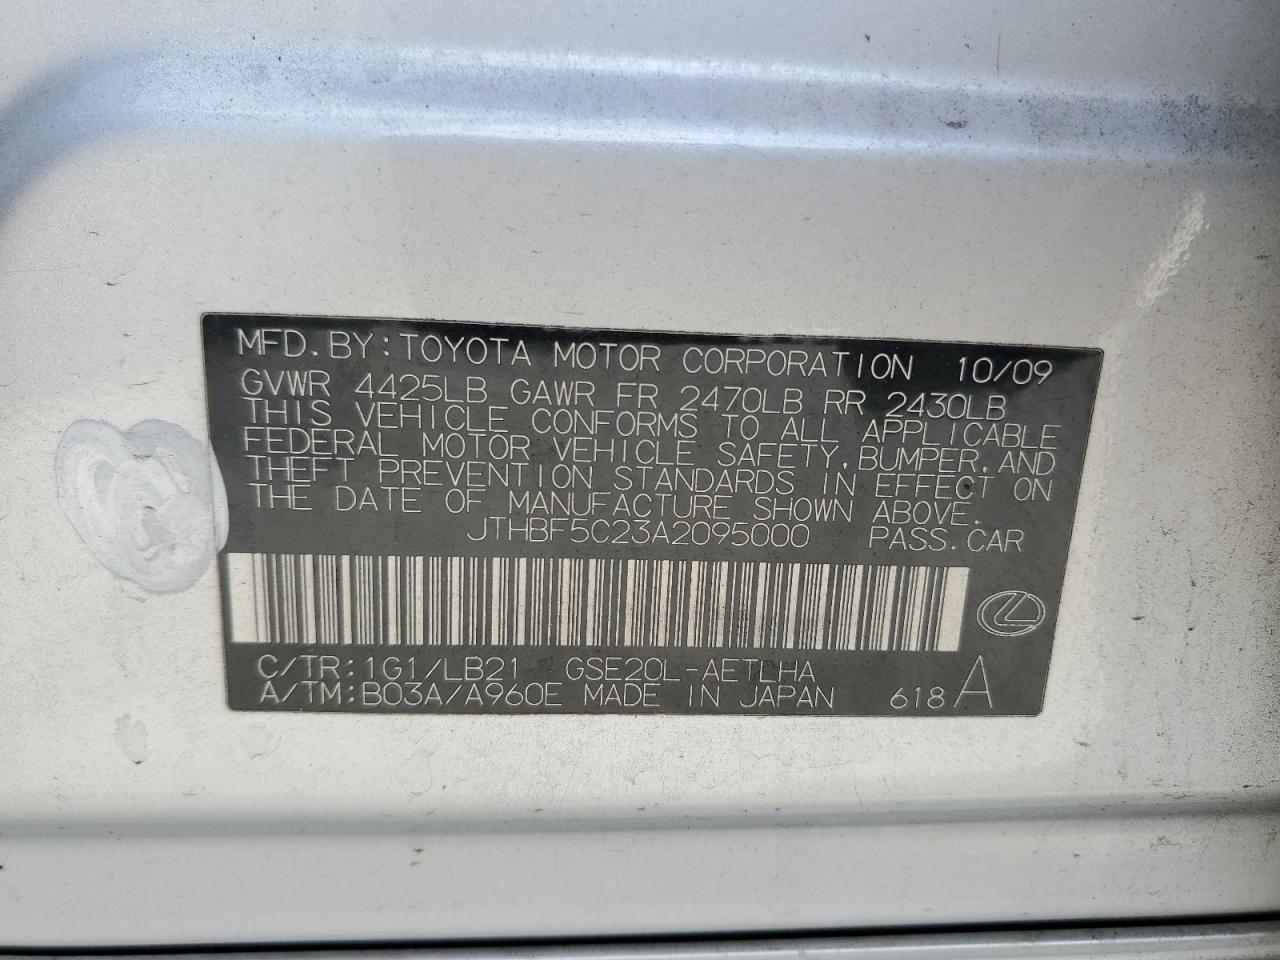 MFD.BY:TOYOTA MOTOR CORPORATION 10/09
GVWR 4425LB GAWR FR 2470LB RR 2430LB
THIS VEHICLE CONFORMS TO ALL APPLICABLE
FEDERAL MOTOR VEHICLE SAFETY,BUMPER,AND
THEFT PREVENTION STANDARDS IN EFFECT ON
THE DATE OF MANUFACTURE SHOWN ABOVE.
JTHBF5C23A2095000 PASS.CAR
C/TR:1G1/LB21 GSE20L-AETLHA
A/TM:B03A/A960E MADE IN JAPAN 618A